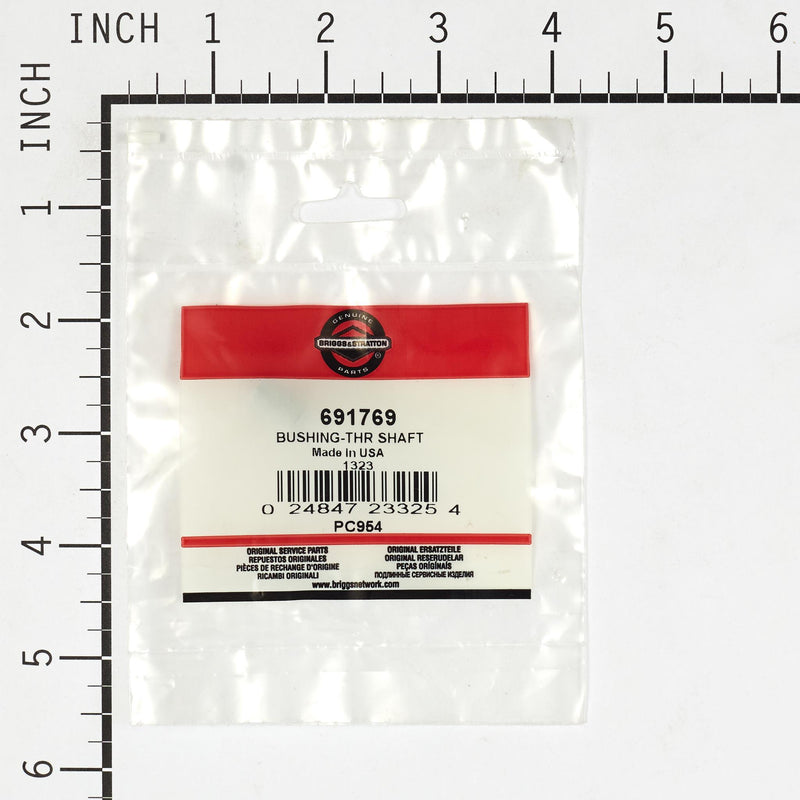 INCH 1 2 3 4 5 6
INCH
1
2
3
4
5
6
GENUINE
BRIGGS&STRATTON
®
PARTS
691769
BUSHING-THR SHAFT
Made In USA
1323
0 24847 23325 4
PC954
ORIGINAL SERVICE PARTS
REPUESTOS ORIGINALES
PIÈCES DE RECHANGE D'ORIGINE
RICAMBI ORIGINALI
ORIGINAL ERSATZTEILE
ORIGINAL RESERUDELAR
PEÇAS ORIGINAIS
ПОДЛИННЫЕ СЕРВИСНЫЕ ИЗДЕЛИЯ
www.briggsnetwork.com